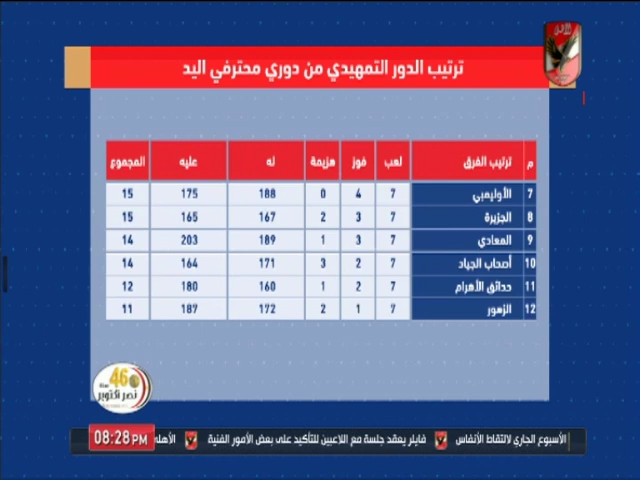 ترتيب الدور التمهيدي من دوري محترفي اليد
م ترتيب الفرق لعب فوز هزيمة له عليه المجموع
7 الأوليمبي 7 4 0 188 175 15
8 الجزيرة 7 3 2 167 165 15
9 المعادي 7 3 1 189 203 14
10 أصحاب الجياد 7 2 3 171 164 14
11 حدائق الأهرام 7 2 1 160 180 12
12 الزهور 7 1 2 172 187 11
46 سنة
نصر أكتوبر
الأسبوع الجاري لالتقاط الأنفاس فايلر يعقد جلسة مع اللاعبين للتأكيد على بعض الأمور الفنية الأهلي
08:28 PM